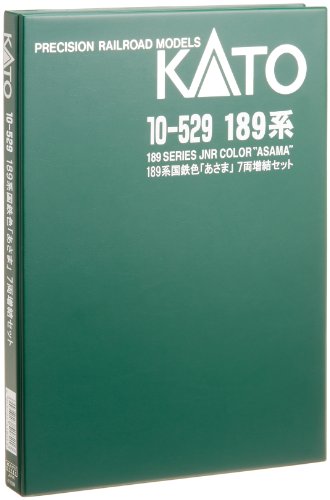 PRECISION RAILROAD MODELS
KATO
10-529 189系
189 SERIES JNR COLOR "ASAMA"
189系国鉄色「あさま」7両増結セット
10-529 189系国鉄色「あさま」7両増結セット